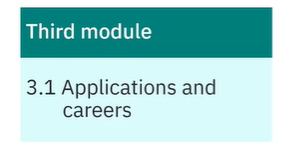 Third module
3.1 Applications and
careers